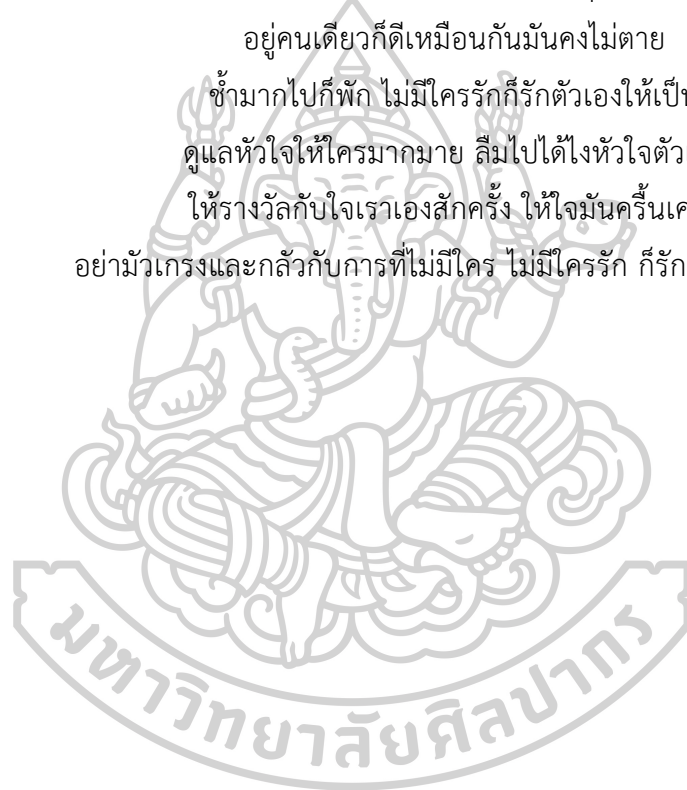 อยู่คนเดียวก็ดีเหมือนกันมันคงไม่ตาย
ช้ำมากไปก็พัก ไม่มีใครรักก็รักตัวเองให้เป็น
ดูแลหัวใจให้ใครมากมาย ลืมไปได้ไงหัวใจตัว
ให้รางวัลกับใจเราเองสักครั้ง ให้ใจมันครื้นเค
อย่ามัวเกรงและกลัวกับการที่ไม่มีใคร ไม่มีใครรัก ก็รัก
มหาวิทยาลัยศิลปากร